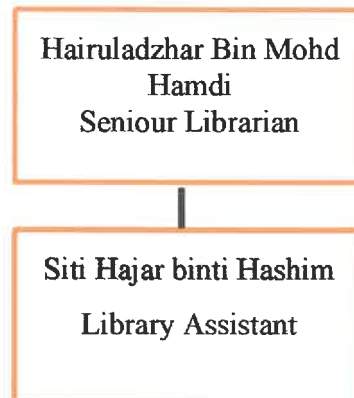 Hairuladzhar Bin Mohd
Hamdi
Seniour Librarian
Siti Hajar binti Hashim
Library Assistant